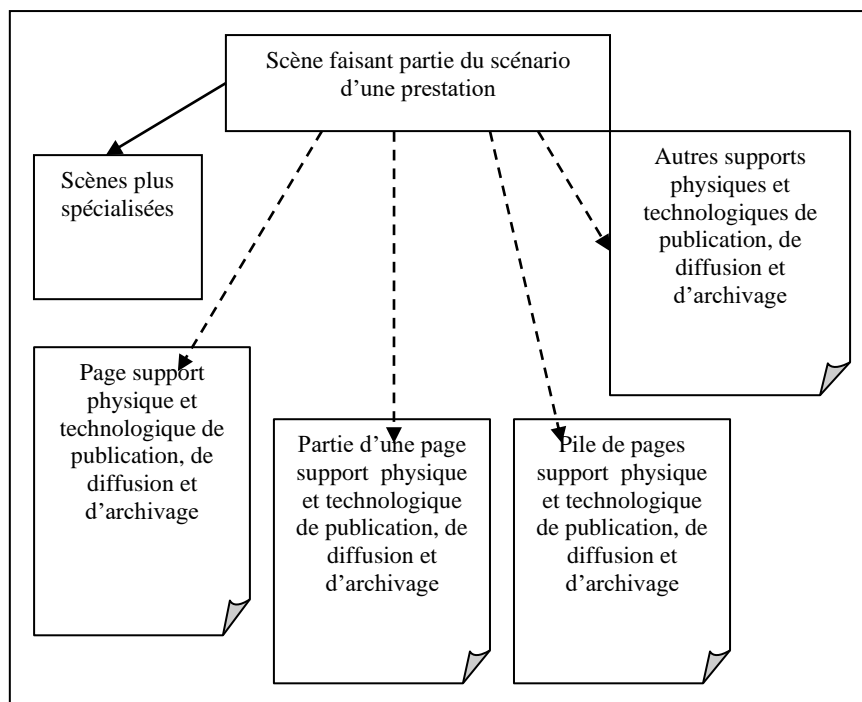 Scène faisant partie du scénario
d’une prestation
Scènes plus
spécialisées
Autres supports
physiques et
technologiques de
publication, de
diffusion et
d’archivage
Page support
physique et
technologique de
publication, de
diffusion et
d’archivage
Partie d’une page
support physique
et technologique
de publication, de
diffusion et
d’archivage
Pile de pages
support physique
et technologique
de publication, de
diffusion et
d’archivage